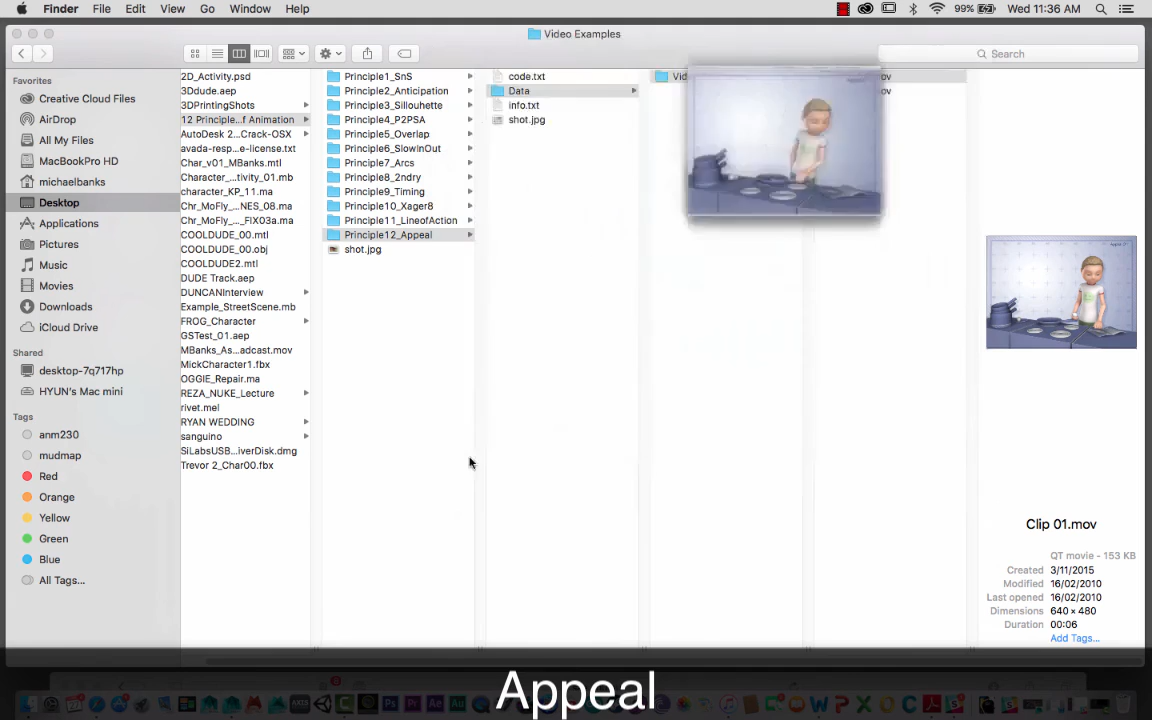 Finder File Edit View Go Window Help 99% Wed 11:36 AM
Video Examples
Search
Favorites
Creative Cloud Files
AirDrop
All My Files
MacBookPro HD
michaelbanks
Desktop
Applications
Pictures
Music
Movies
Downloads
iCloud Drive
Shared
desktop-7q717hp
HYUN's Mac mini
Tags
anm230
mudmap
Red
Orange
Yellow
Green
Blue
All Tags...
2D_Activity.psd
3Ddude.aep
3DPrintingShots
12 Principle...f Animation
AutoDesk 2...Crack-OSX
avada-resp...e-license.txt
Char_v01_MBanks.mtl
Character_...tivity_01.mb
character_KP_11.ma
Chr_MoFly_...NES_08.ma
Chr_MoFly_..._FIX03a.ma
COOLDUDE_00.mtl
COOLDUDE_00.obj
COOLDUDE2.mtl
DUDE Track.aep
DUNCANInterview
Example_StreetScene.mb
FROG_Character
GSTest_01.aep
MBanks_As...adcast.mov
MickCharacter1.fbx
OGGIE_Repair.ma
REZA_NUKE_Lecture
rivet.mel
RYAN WEDDING
sanguino
SiLabsUSB...iverDisk.dmg
Trevor 2_Char00.fbx
Principle1_SnS
Principle2_Anticipation
Principle3_Sillouhette
Principle4_P2PSA
Principle5_Overlap
Principle6_SlowinOut
Principle7_Arcs
Principle8_2ndry
Principle9_Timing
Principle10_Xager8
Principle11_LineofAction
Principle12_Appeal
shot.jpg
code.txt
Data
info.txt
shot.jpg
Clip 01.mov
QT movie - 153 KB
Created 3/11/2015
Modified 16/02/2010
Last opened 16/02/2010
Dimensions 640 × 480
Duration 00:06
Add Tags...
Appeal